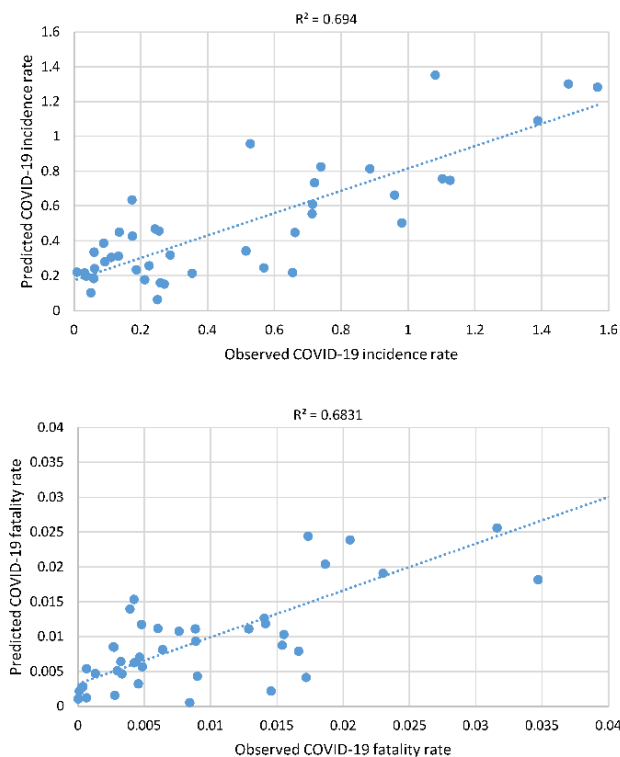 R² = 0.694
1.6
1.4
1.2
1
0.8
0.6
0.4
0.2
0
Predicted COVID-19 incidence rate
0 0.2 0.4 0.6 0.8 1 1.2 1.4 1.6
Observed COVID-19 incidence rate
R² = 0.6831
0.04
0.035
0.03
0.025
0.02
0.015
0.01
0.005
0
Predicted COVID-19 fatality rate
0 0.005 0.01 0.015 0.02 0.025 0.03 0.035 0.04
Observed COVID-19 fatality rate